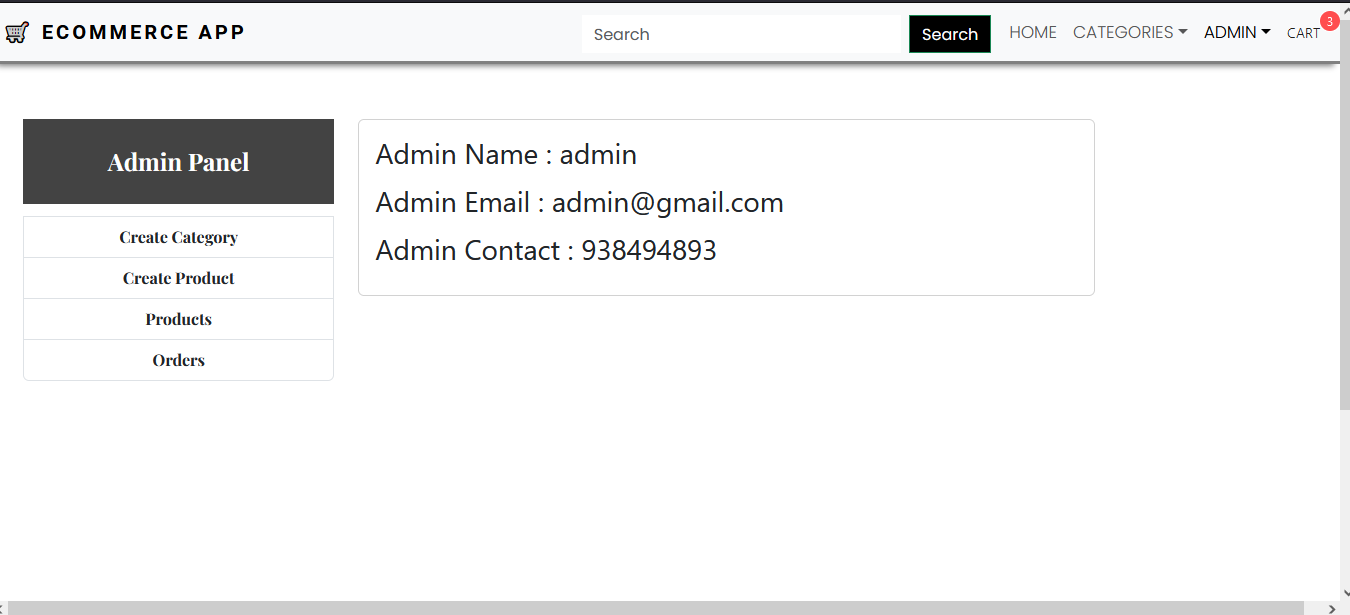 ECOMMERCE APP
Search
Search
HOME
CATEGORIES
ADMIN
CART
3
Admin Panel
Create Category
Create Product
Products
Orders
Admin Name : admin
Admin Email : admin@gmail.com
Admin Contact : 938494893